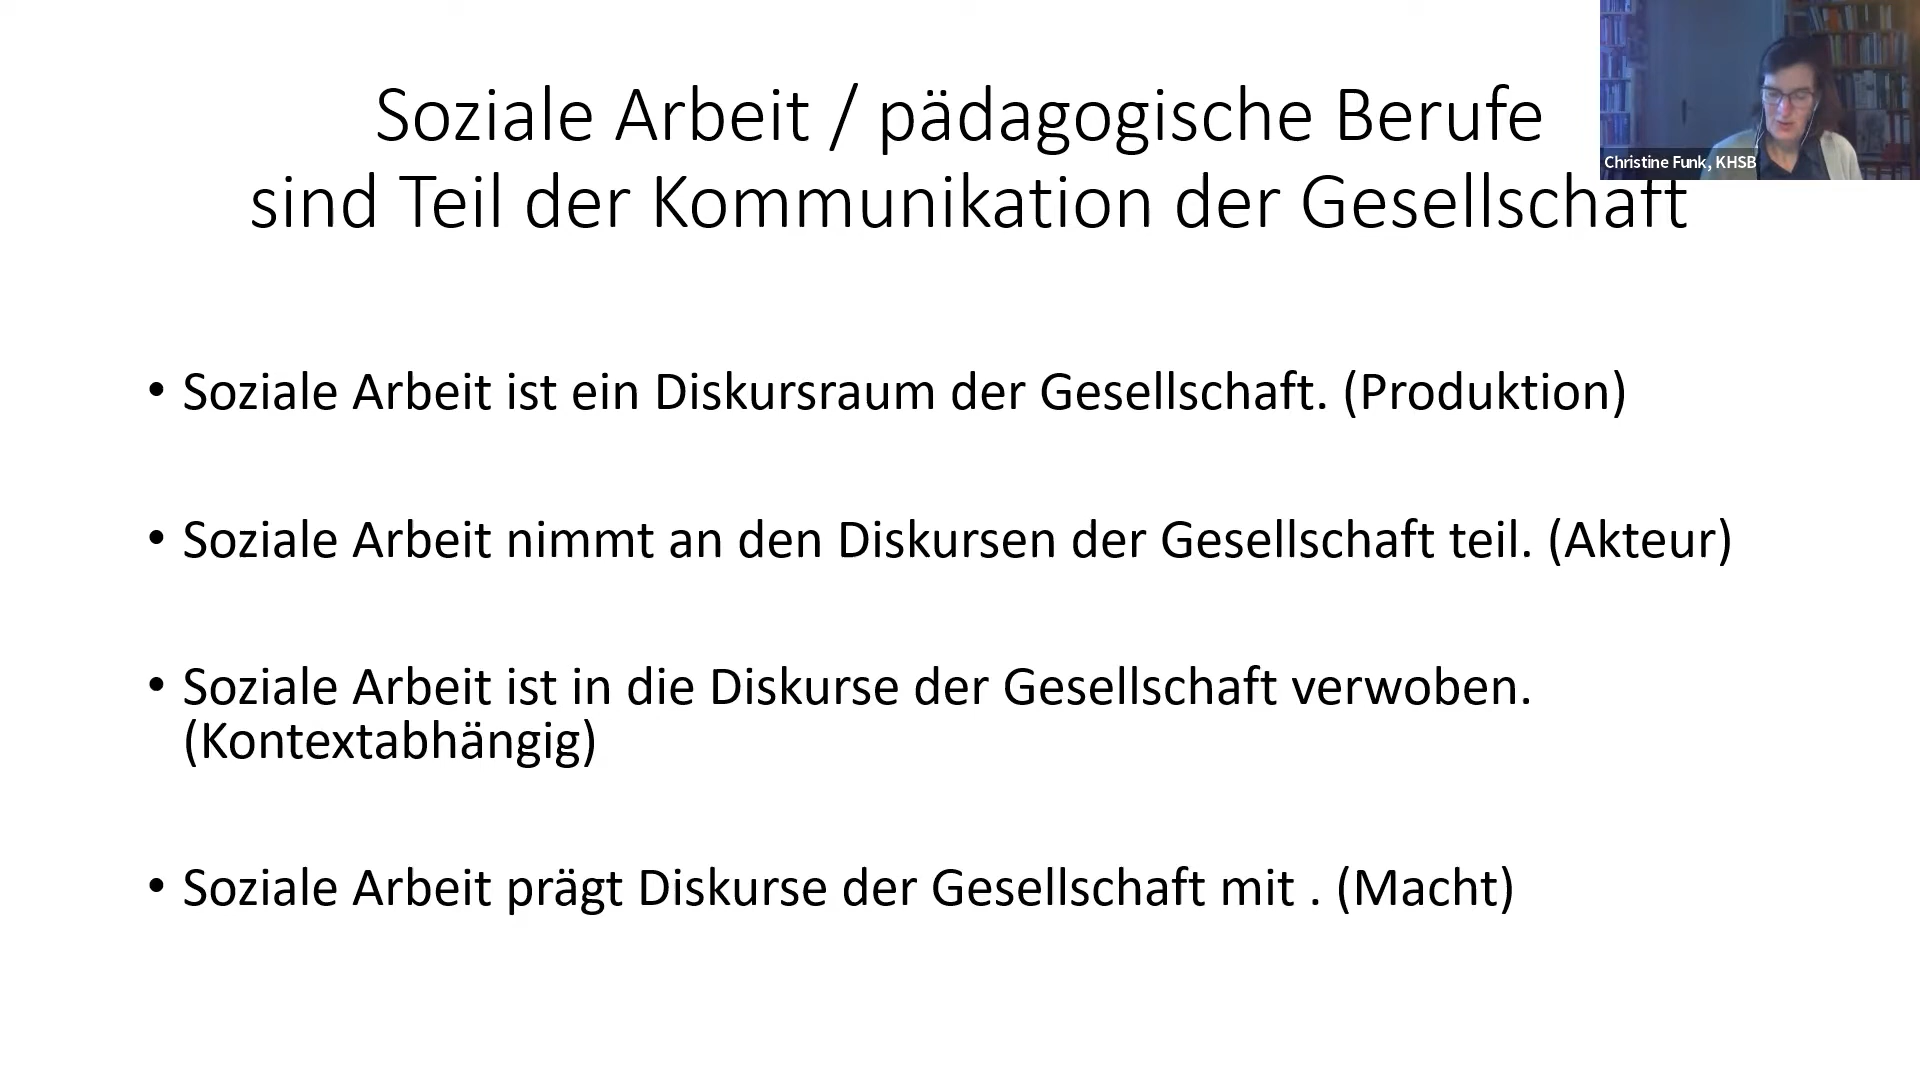 Soziale Arbeit / pädagogische Berufe
sind Teil der Kommunikation der Gesellschaft
Christine Funk, KHSB
• Soziale Arbeit ist ein Diskursraum der Gesellschaft. (Produktion)
• Soziale Arbeit nimmt an den Diskursen der Gesellschaft teil. (Akteur)
• Soziale Arbeit ist in die Diskurse der Gesellschaft verwoben.
(Kontextabhängig)
• Soziale Arbeit prägt Diskurse der Gesellschaft mit . (Macht)